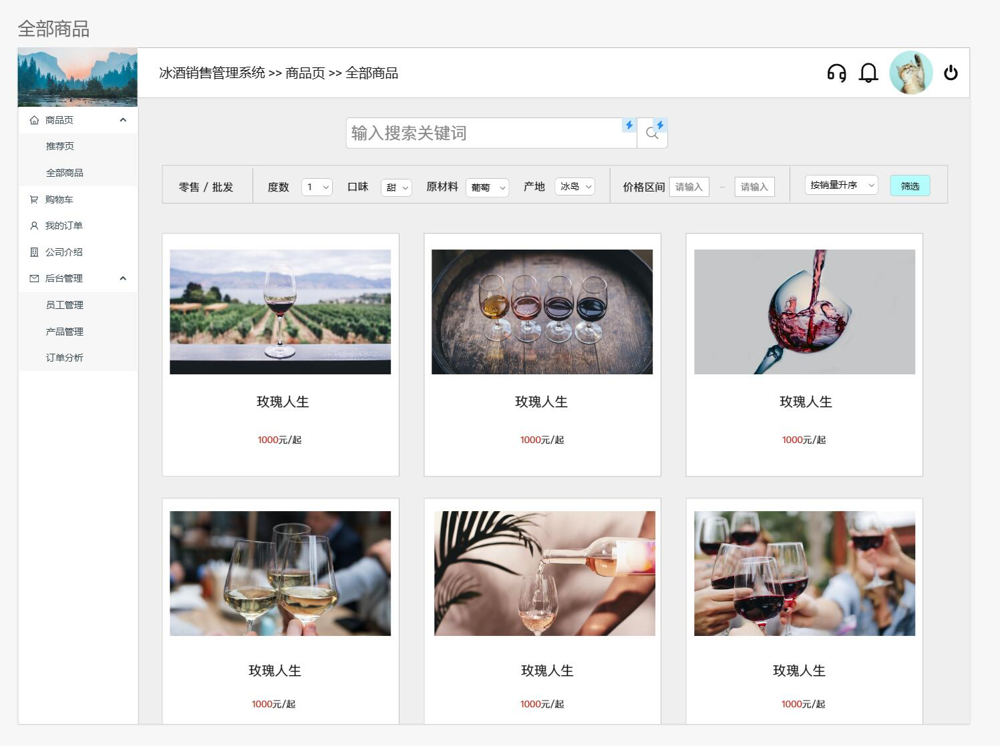 全部商品
冰酒销售管理系统 >> 商品页 >> 全部商品
商品页
推荐页
全部商品
购物车
我的订单
公司介绍
后台管理
员工管理
产品管理
订单分析
输入搜索关键词
零售 / 批发 度数 1 口味 甜 原材料 葡萄 产地 冰岛 价格区间 请输入 – 请输入 按销量升序 筛选
玫瑰人生 玫瑰人生 玫瑰人生
1000元/起 1000元/起 1000元/起
玫瑰人生 玫瑰人生 玫瑰人生
1000元/起 1000元/起 1000元/起